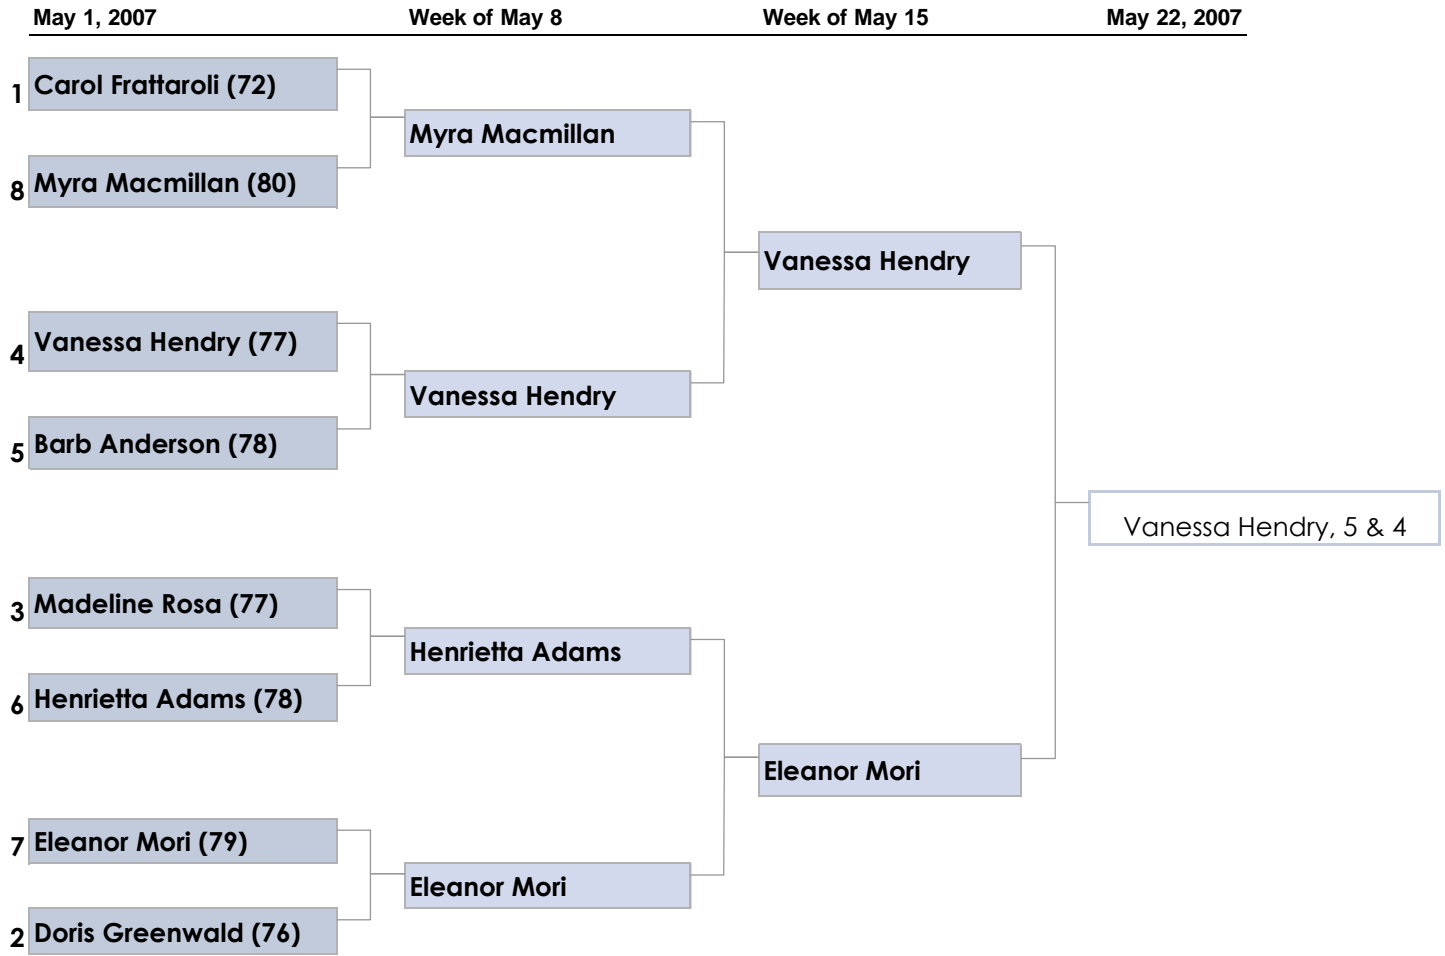 May 1, 2007 Week of May 8 Week of May 15 May 22, 2007
1 Carol Frattaroli (72)
Myra Macmillan
8 Myra Macmillan (80)
Vanessa Hendry
4 Vanessa Hendry (77)
Vanessa Hendry
5 Barb Anderson (78)
Vanessa Hendry, 5 & 4
3 Madeline Rosa (77)
Henrietta Adams
6 Henrietta Adams (78)
Eleanor Mori
7 Eleanor Mori (79)
Eleanor Mori
2 Doris Greenwald (76)